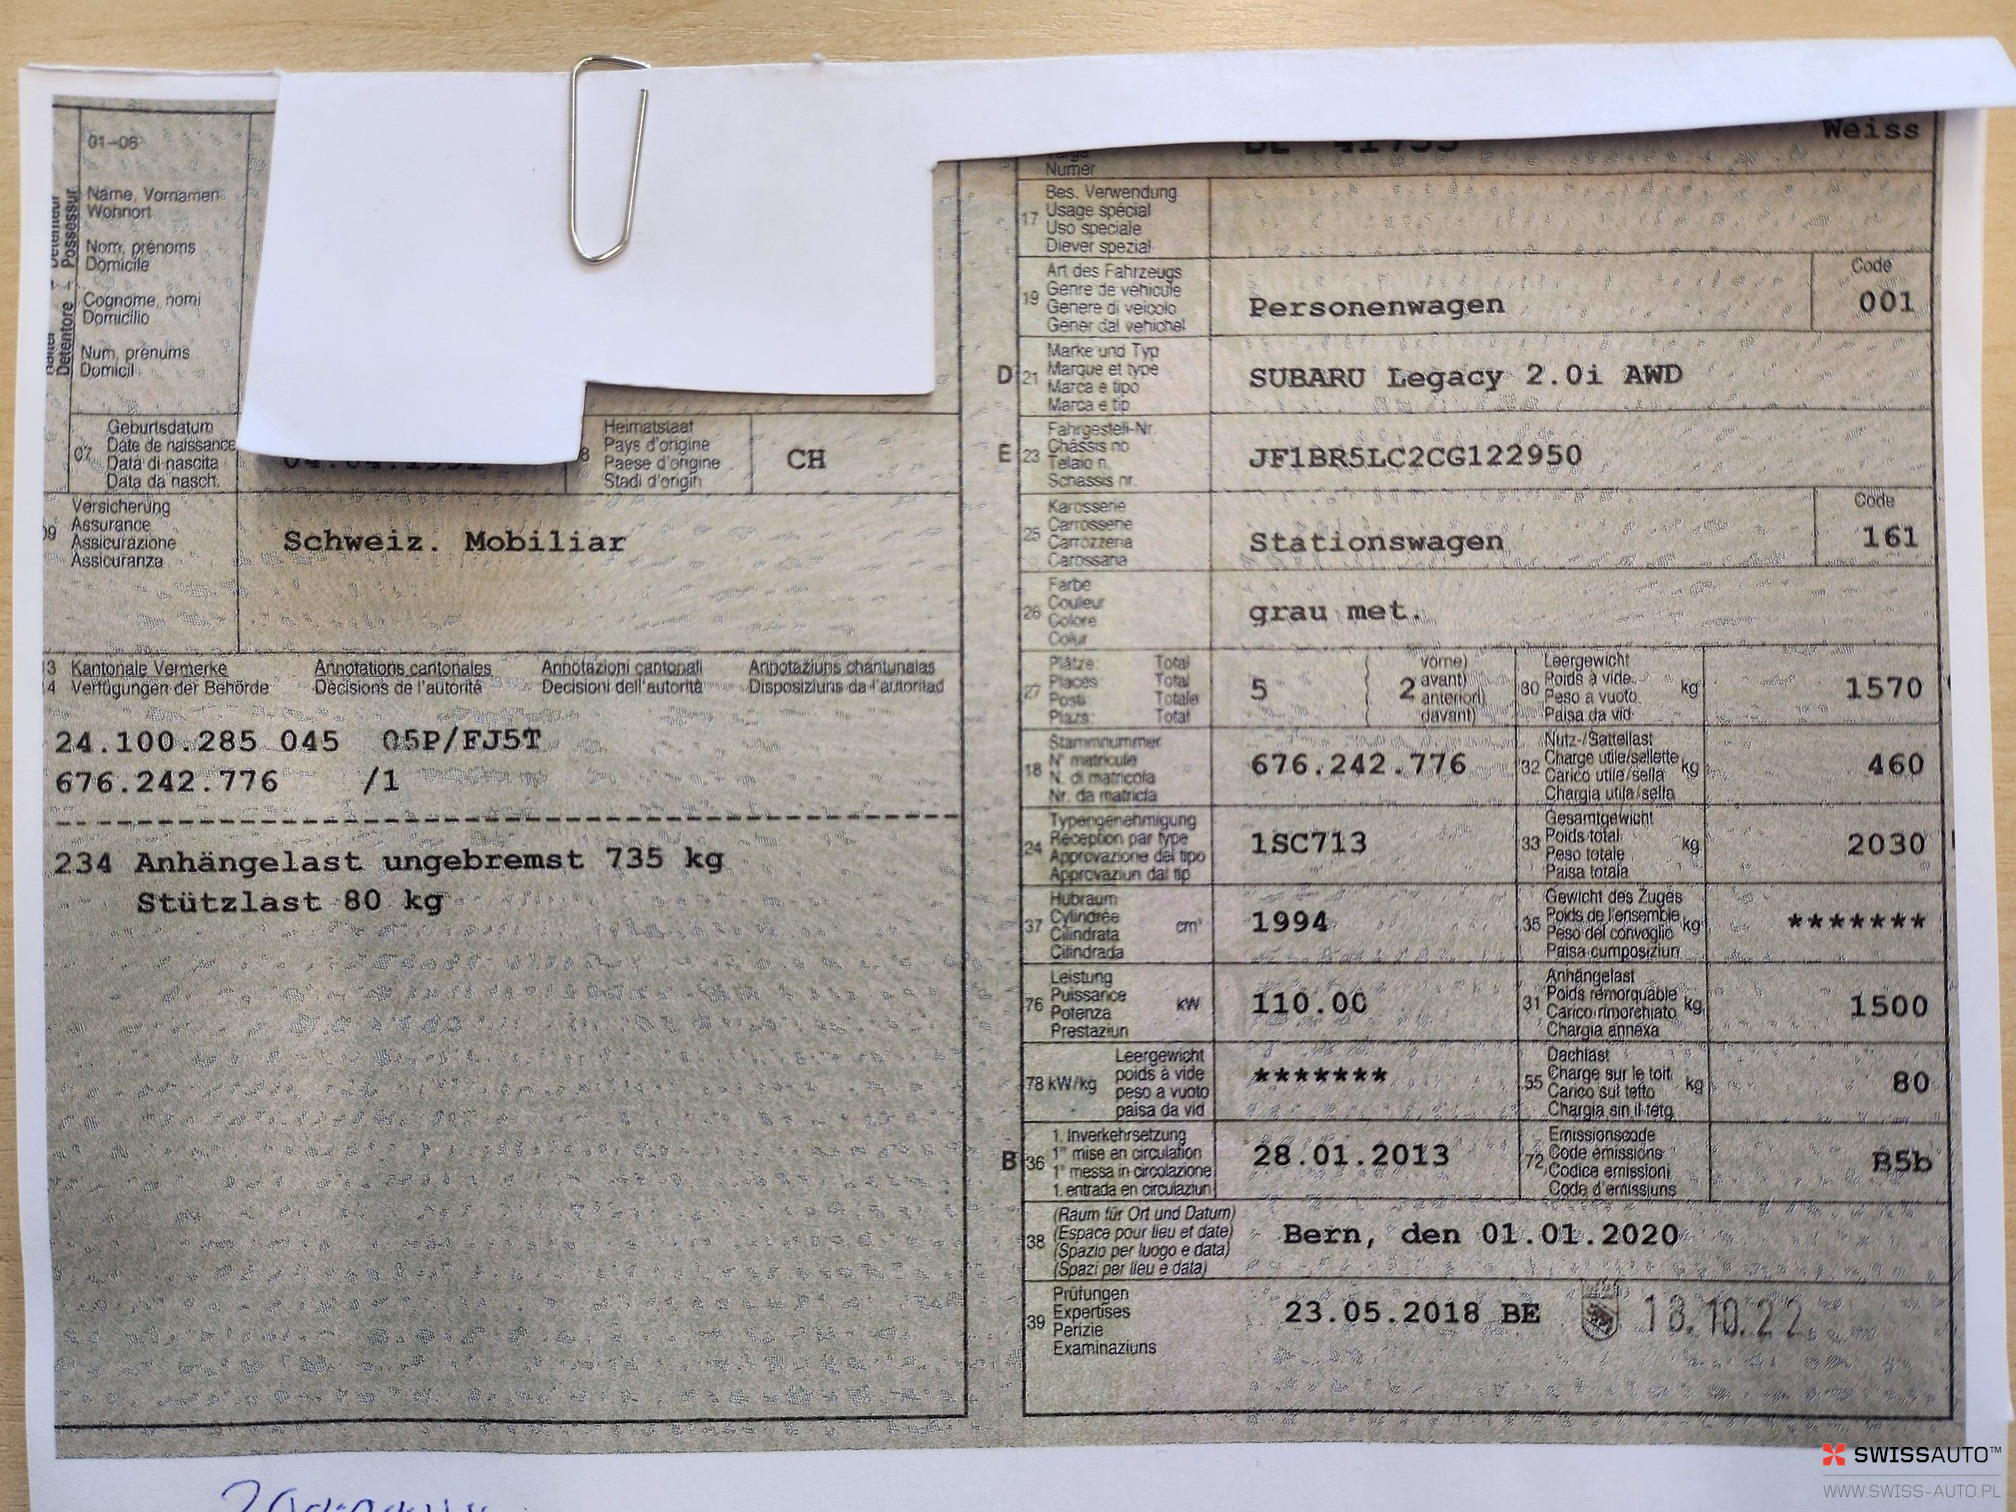 01–06
Name, Vornamen
Wohnort
Nom, prénoms
Domicile
Cognome, nomi
Domicilio
Num, prenums
Domicil
Detentore - Possessur
07
Geburtsdatum
Date de naissance
Data di nascita
Data da nasch.
8
Heimatstaat
Pays d'origine
Paese d'origine
Stadi d'origin
CH
09
Versicherung
Assurance
Assicurazione
Assicuranza
Schweiz. Mobiliar
13 Kantonale Vermerke Annotations cantonales Annotazioni cantonali Annotaziuns chantunalas
14 Verfügungen der Behörde Décisions de l'autorité Decisioni dell'autorità Disposiziuns da l'autoritad
24.100.285 045 05P/FJ5T
676.242.776 /1
234 Anhängelast ungebremst 735 kg
Stützlast 80 kg
Weiss
Targa
Numer
17
Bes. Verwendung
Usage spécial
Uso speciale
Diever spezial
19
Art des Fahrzeugs
Genre de véhicule
Genere di veicolo
Gener dal vehichel
Personenwagen
Code
001
D 21
Marke und Typ
Marque et type
Marca e tipo
Marca e tip
SUBARU Legacy 2.0i AWD
E 23
Fahrgestell-Nr.
Châssis no
Telaio n.
Schassis nr.
JF1BR5LC2CG122950
25
Karosserie
Carrosserie
Carrozzeria
Carossaria
Stationswagen
Code
161
26
Farbe
Couleur
Colore
Colur
grau met.
27
Plätze: Total
Places Total
Posti Totale
Plazs: Total
5
( vorne)
avant)
anteriori)
davant)
2
30
Leergewicht
Poids à vide
Peso a vuoto
Paisa da vid
kg
1570
18
Stammnummer
N° matricule
N. di matricola
Nr. da matricla
676.242.776
32
Nutz-/Sattellast
Charge utile/sellette
Carico utile/sella
Chargia utila/sella
kg
460
24
Typengenehmigung
Réception par type
Approvazione del tipo
Approvaziun dal tip
1SC713
33
Gesamtgewicht
Poids total
Peso totale
Paisa totala
kg
2030
37
Hubraum
Cylindrée
Cilindrata
Cilindrada
cm³
1994
35
Gewicht des Zuges
Poids de l'ensemble
Peso del convoglio
Paisa cumposiziun
kg
*******
76
Leistung
Puissance
Potenza
Prestaziun
kW
110.00
31
Anhängelast
Poids remorquable
Carico rimorchiato
Chargia annexa
kg
1500
78 kW/kg
Leergewicht
poids à vide
peso a vuoto
paisa da vid
*******
55
Dachlast
Charge sur le toit
Carico sul tetto
Chargia sin il tetg
kg
80
B 36
1. Inverkehrsetzung
1re mise en circulation
1a messa in circolazione
1. entrada en circulaziun
28.01.2013
72
Emissionscode
Code émissions
Codice emissioni
Code d'emissiuns
B5b
38
(Raum für Ort und Datum)
(Espace pour lieu et date)
(Spazio per luogo e data)
(Spazi per lieu e data)
Bern, den 01.01.2020
39
Prüfungen
Expertises
Perizie
Examinaziuns
23.05.2018 BE
18.10.22
SWISSAUTO™
WWW.SWISS-AUTO.PL